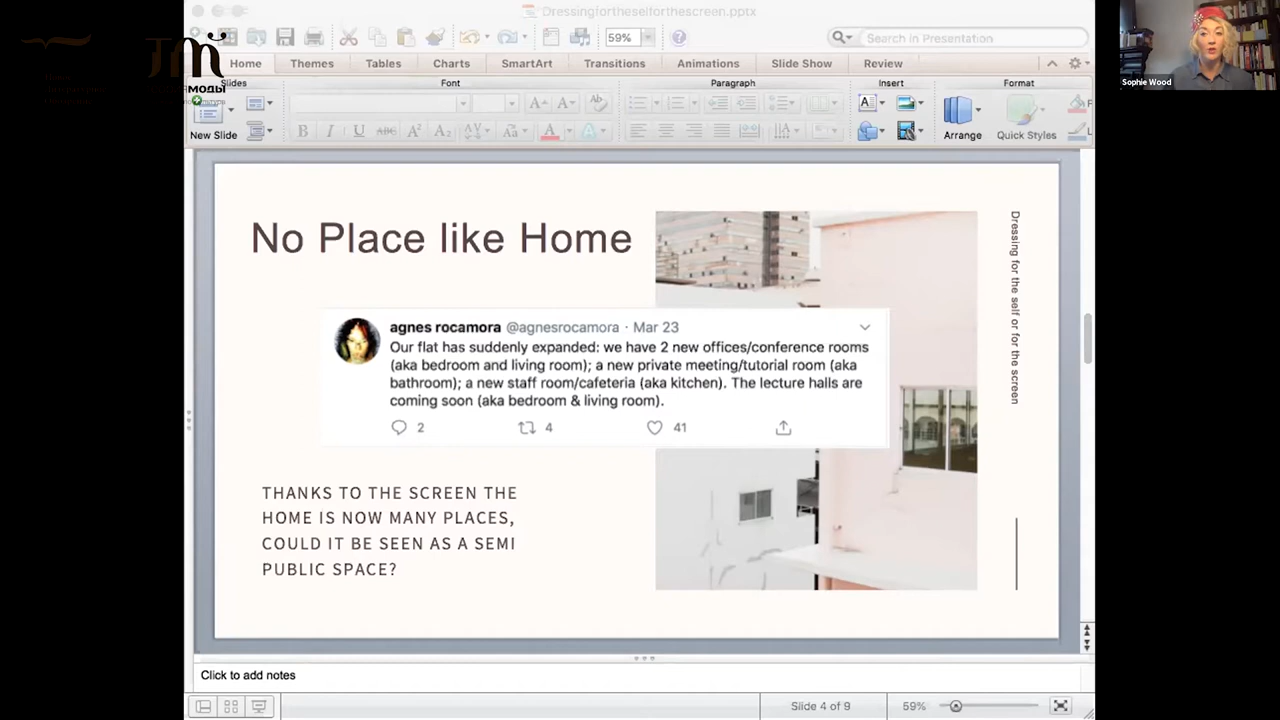 Dressingfortheselforthescreen.pptx
59%
Search in Presentation
Home
Themes
Tables
Charts
SmartArt
Transitions
Animations
Slide Show
Review
Slides
Font
Paragraph
Insert
Format
моды
New Slide
Arrange
Quick Styles
Sophie Wood
No Place like Home
Dressing for the self or for the screen
agnes rocamora @agnesrocamora · Mar 23
Our flat has suddenly expanded: we have 2 new offices/conference rooms
(aka bedroom and living room); a new private meeting/tutorial room (aka
bathroom); a new staff room/cafeteria (aka kitchen). The lecture halls are
coming soon (aka bedroom & living room).
2 4 41
THANKS TO THE SCREEN THE
HOME IS NOW MANY PLACES,
COULD IT BE SEEN AS A SEMI
PUBLIC SPACE?
Click to add notes
Slide 4 of 9
59%